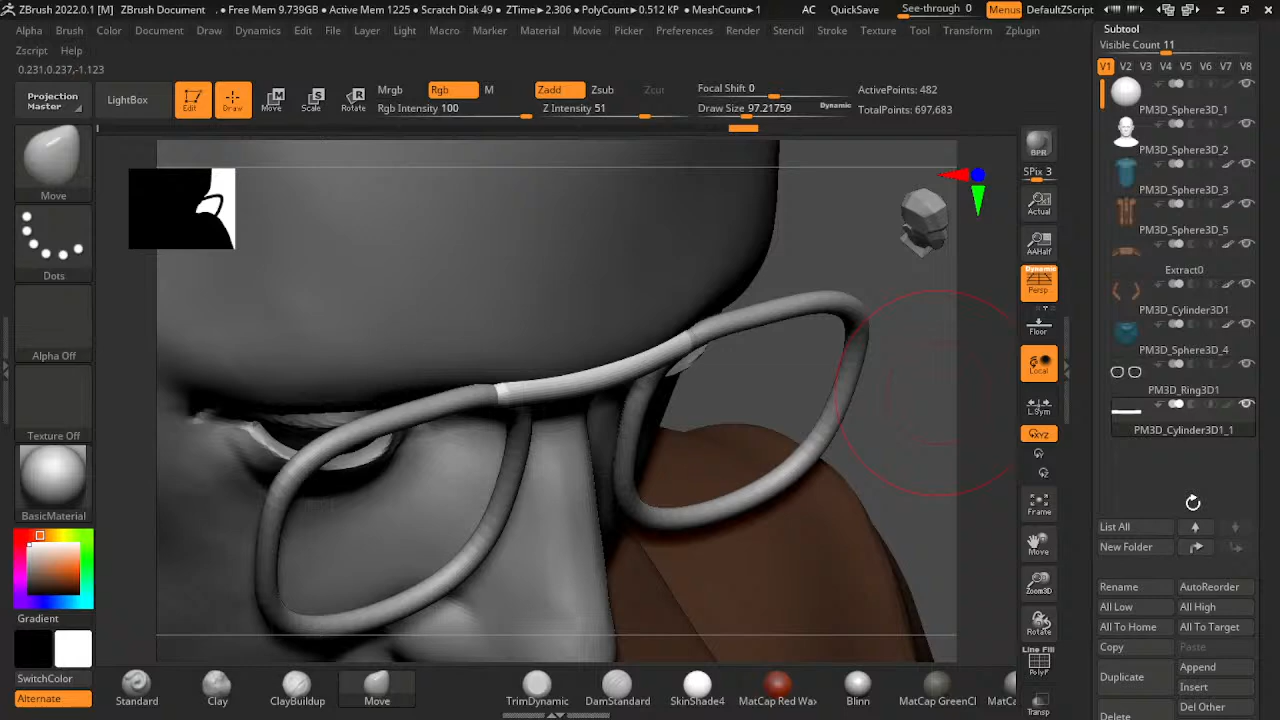 ZBrush 2022.0.1 [M] ZBrush Document . • Free Mem 9.739GB • Active Mem 1225 • Scratch Disk 49 • ZTime▸2.306 • PolyCount▸0.512 KP • MeshCount▸1 AC QuickSave See-through 0 Menus DefaultZScript
Alpha Brush Color Document Draw Dynamics Edit File Layer Light Macro Marker Material Movie Picker Preferences Render Stencil Stroke Texture Tool Transform Zplugin
Zscript Help
0.231,0.237,-1.123
Projection Master
LightBox
Edit
Draw
Move
Scale
Rotate
Mrgb Rgb M
Rgb Intensity 100
Zadd Zsub Zcut
Z Intensity 51
Focal Shift 0
Draw Size 97.21759 Dynamic
ActivePoints: 482
TotalPoints: 697,683
Move
Dots
Alpha Off
Texture Off
BasicMaterial
Gradient
SwitchColor
Alternate
BPR
SPix 3
Actual
AAHalf
Dynamic
Persp
Floor
Local
L.Sym
XYZ
Frame
Move
Zoom3D
Rotate
Line Fill
PolyF
Transp
Subtool
Visible Count 11
V1 V2 V3 V4 V5 V6 V7 V8
PM3D_Sphere3D_1
PM3D_Sphere3D_2
PM3D_Sphere3D_3
PM3D_Sphere3D_5
Extract0
PM3D_Cylinder3D1
PM3D_Sphere3D_4
PM3D_Ring3D1
PM3D_Cylinder3D1_1
List All
New Folder
Rename AutoReorder
All Low All High
All To Home All To Target
Copy Paste
Duplicate Append
Insert
Delete Del Other
Standard Clay ClayBuildup Move TrimDynamic DamStandard SkinShade4 MatCap Red Wax Blinn MatCap GreenCl MatCa